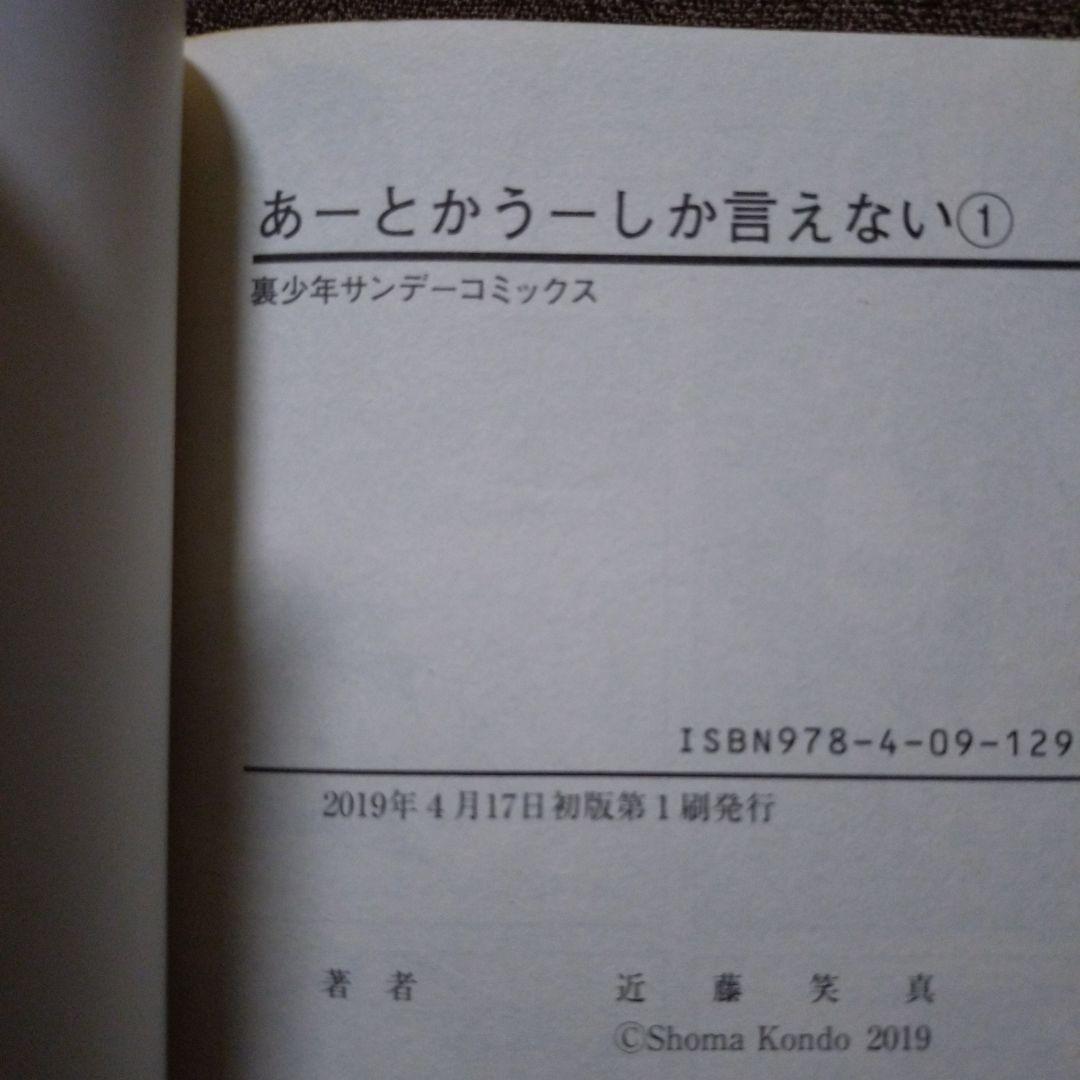 あーとかうーしか言えない①
裏少年サンデーコミックス
ISBN978-4-09-129
2019年4月17日初版第1刷発行
著者 近藤笑真
©Shoma Kondo 2019